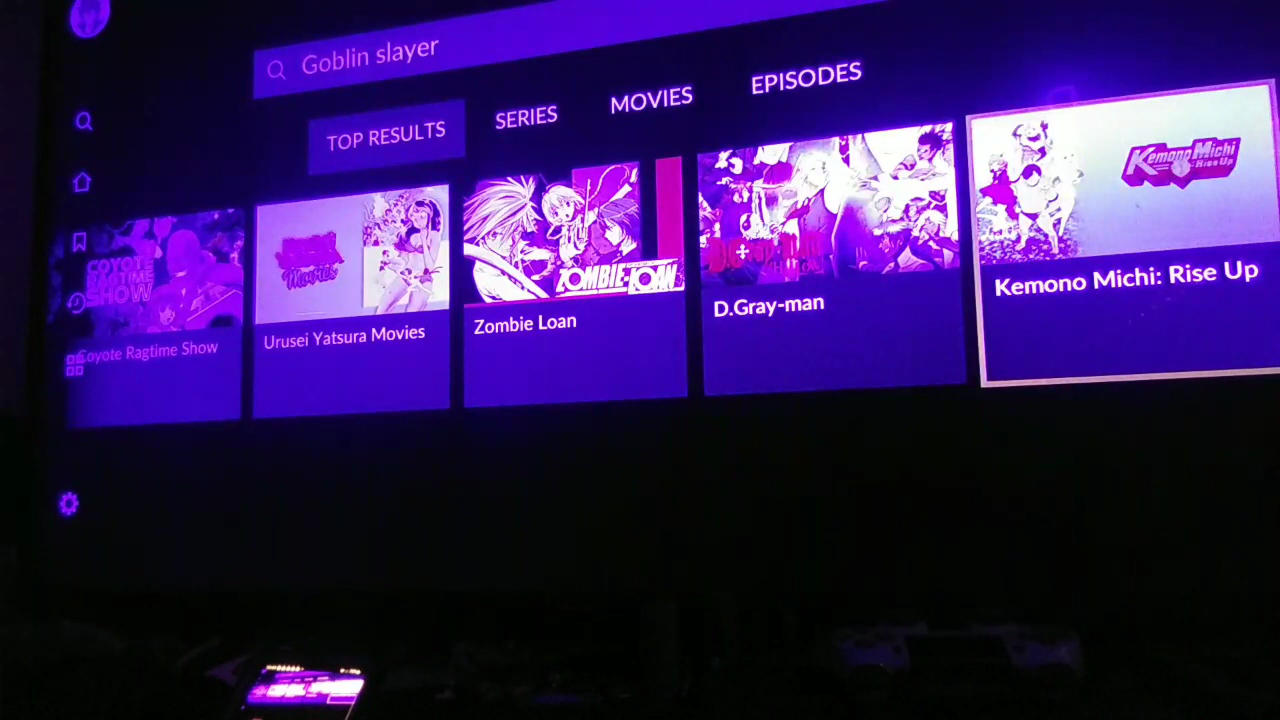 Goblin slayer
TOP RESULTS
SERIES
MOVIES
EPISODES
COYOTE
RAGTIME
SHOW
Movies
ZOMBIE-LOAN
Kemono Michi
Rise Up
Coyote Ragtime Show
Urusei Yatsura Movies
Zombie Loan
D.Gray-man
Kemono Michi: Rise Up